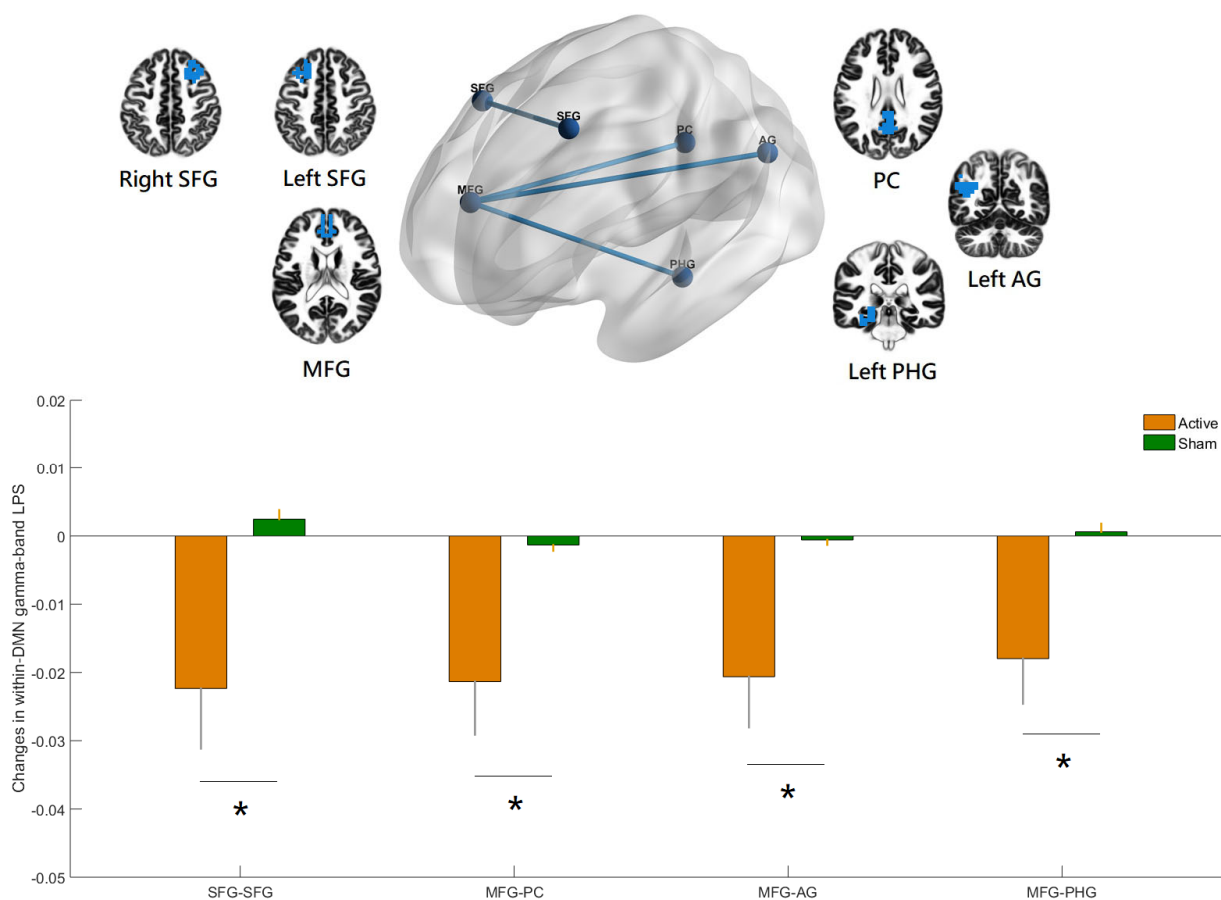 SFG
SFG
PC
AG
MFG
PHG
Right SFG
Left SFG
MFG
PC
Left AG
Left PHG
0.02
0.01
0
-0.01
-0.02
-0.03
-0.04
-0.05
Changes in within-DMN gamma-band LPS
Active
Sham
*
*
*
*
SFG-SFG
MFG-PC
MFG-AG
MFG-PHG